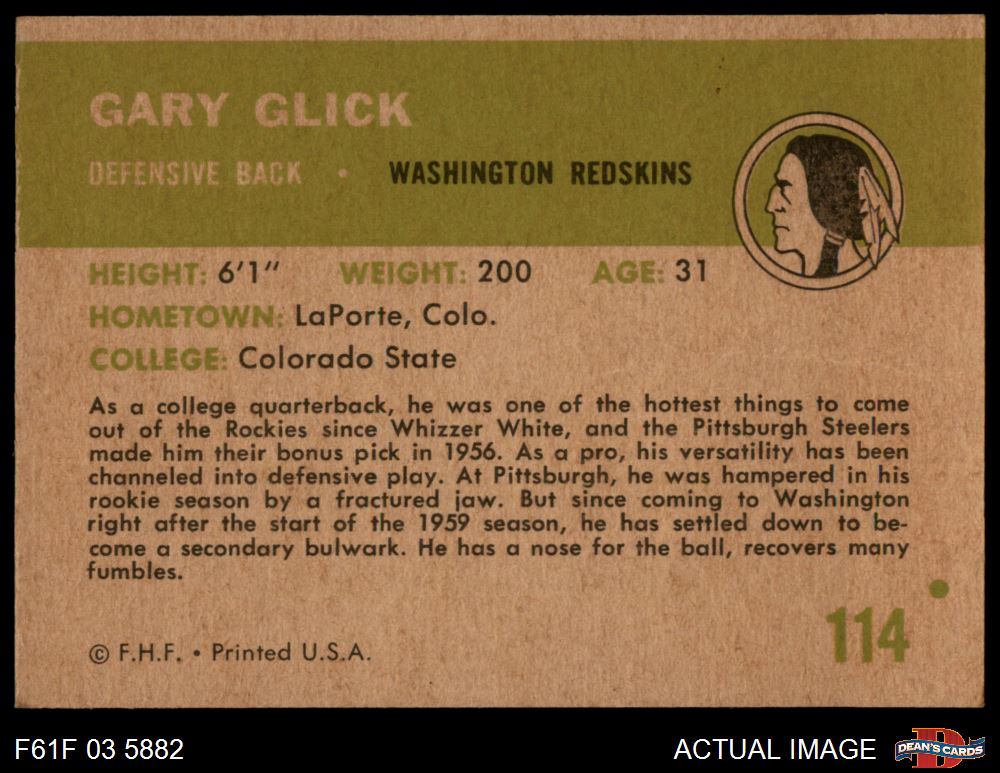 GARY GLICK
DEFENSIVE BACK • WASHINGTON REDSKINS
HEIGHT: 6'1" WEIGHT: 200 AGE: 31
HOMETOWN: LaPorte, Colo.
COLLEGE: Colorado State
As a college quarterback, he was one of the hottest things to come
out of the Rockies since Whizzer White, and the Pittsburgh Steelers
made him their bonus pick in 1956. As a pro, his versatility has been
channeled into defensive play. At Pittsburgh, he was hampered in his
rookie season by a fractured jaw. But since coming to Washington
right after the start of the 1959 season, he has settled down to be-
come a secondary bulwark. He has a nose for the ball, recovers many
fumbles.
114
© F.H.F. • Printed U.S.A.
F61F 03 5882 ACTUAL IMAGE DEAN'S CARDS